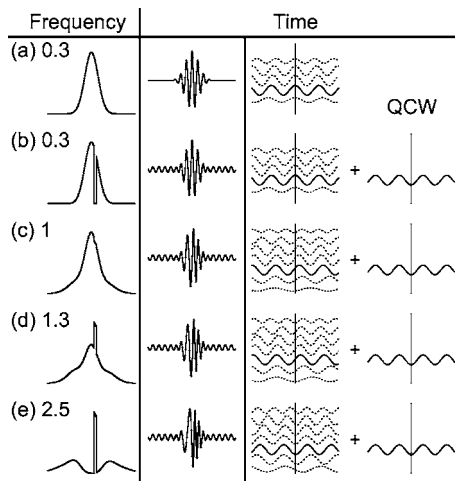 Frequency Time
(a) 0.3
QCW
(b) 0.3
+
(c) 1
+
(d) 1.3
+
(e) 2.5
+